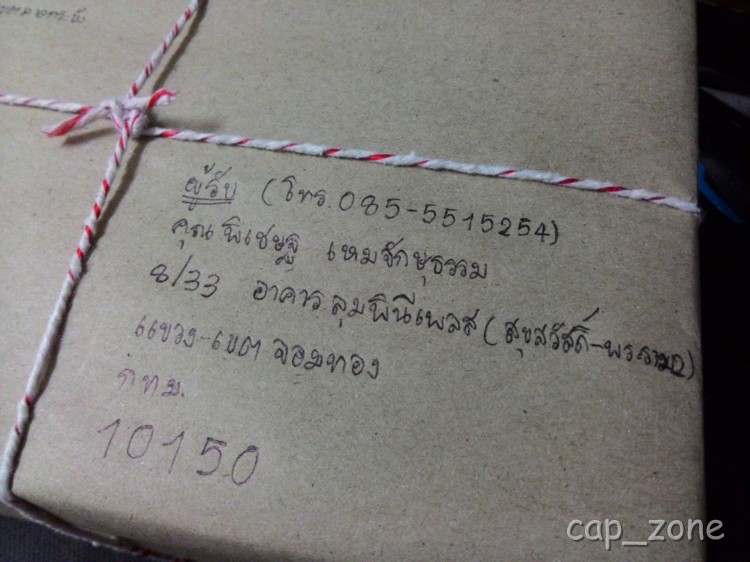 ผู้รับ (โทร.085-5515254)
คุณ พิเชษฐ เหมจักษุธรรม
8/33 อาคาร ลุมพินีเพลส (สุขสวัสดิ์-พระราม2)
แขวง-เขต จอมทอง
กทม.
10150
cap_zone